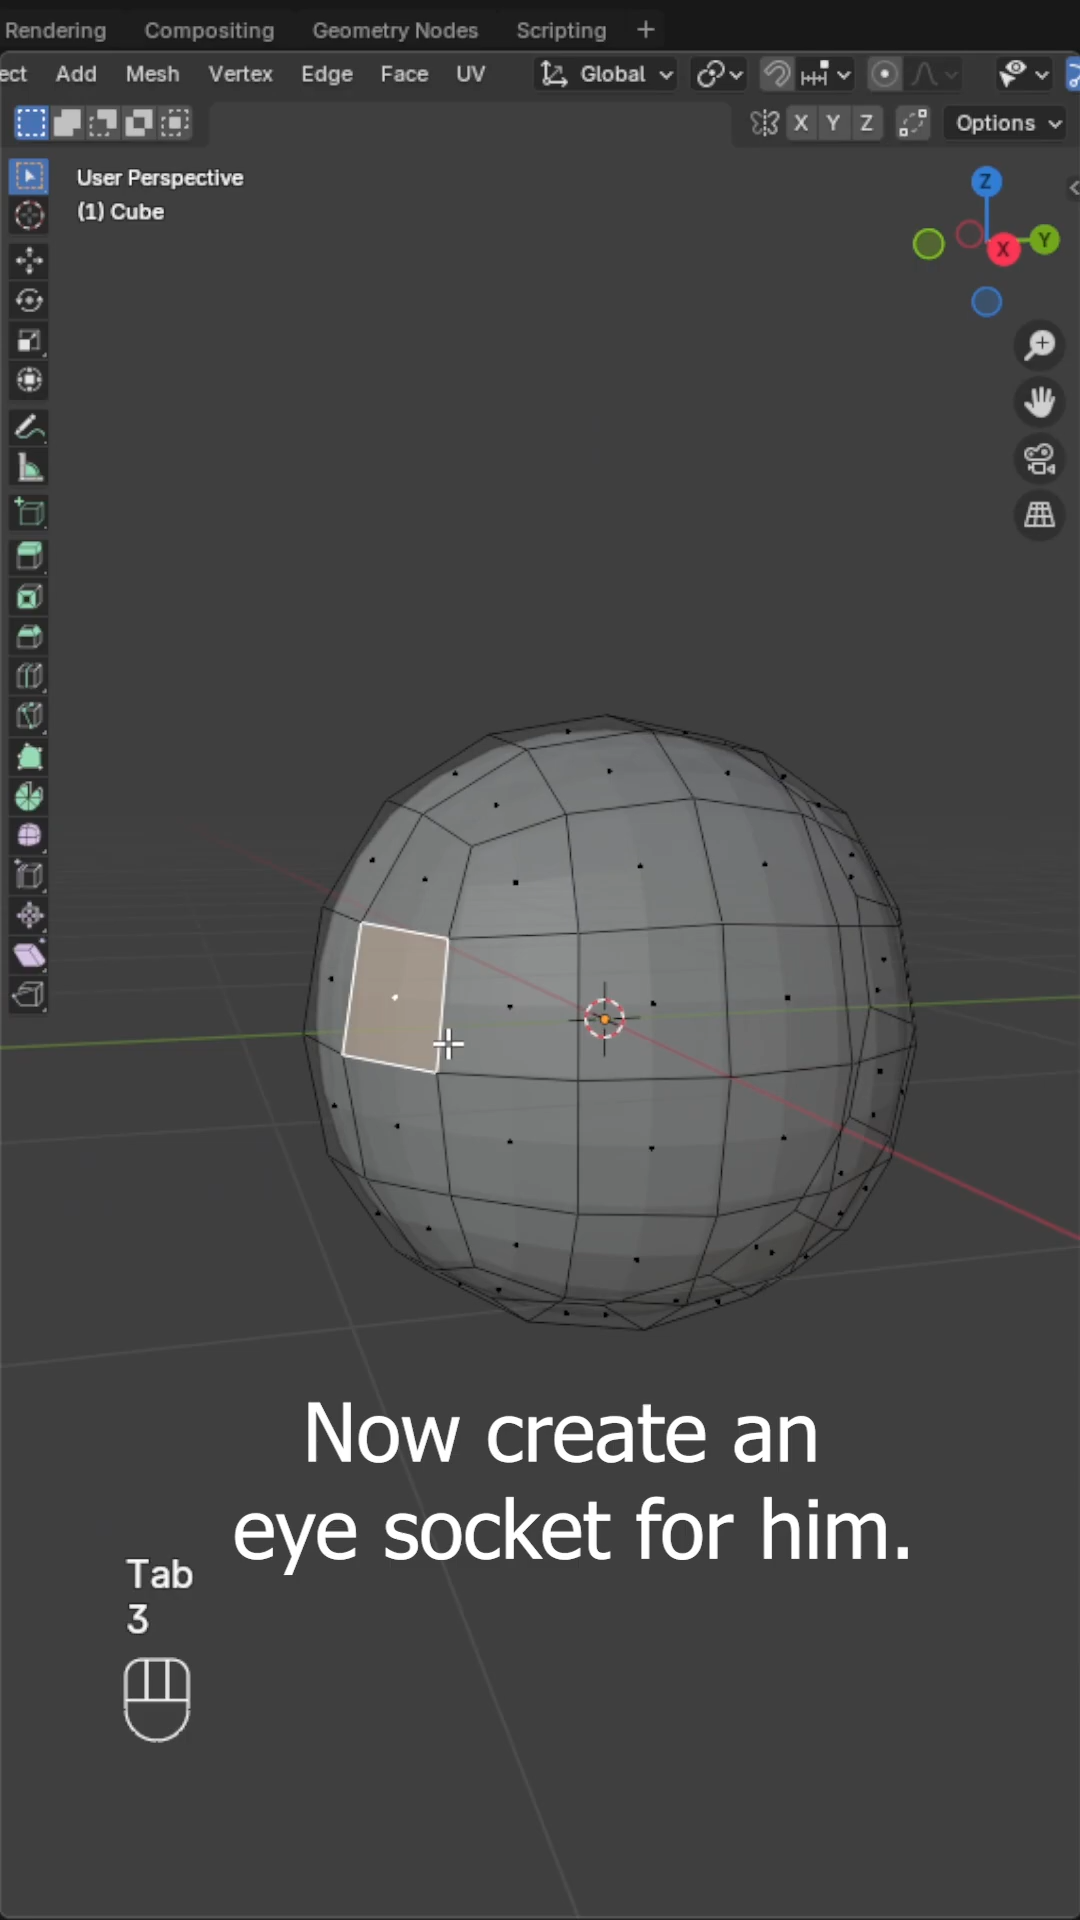 Rendering Compositing Geometry Nodes Scripting +
ect Add Mesh Vertex Edge Face UV Global
X Y Z Options
User Perspective
(1) Cube
Z
X Y
Now create an
eye socket for him.
Tab
3